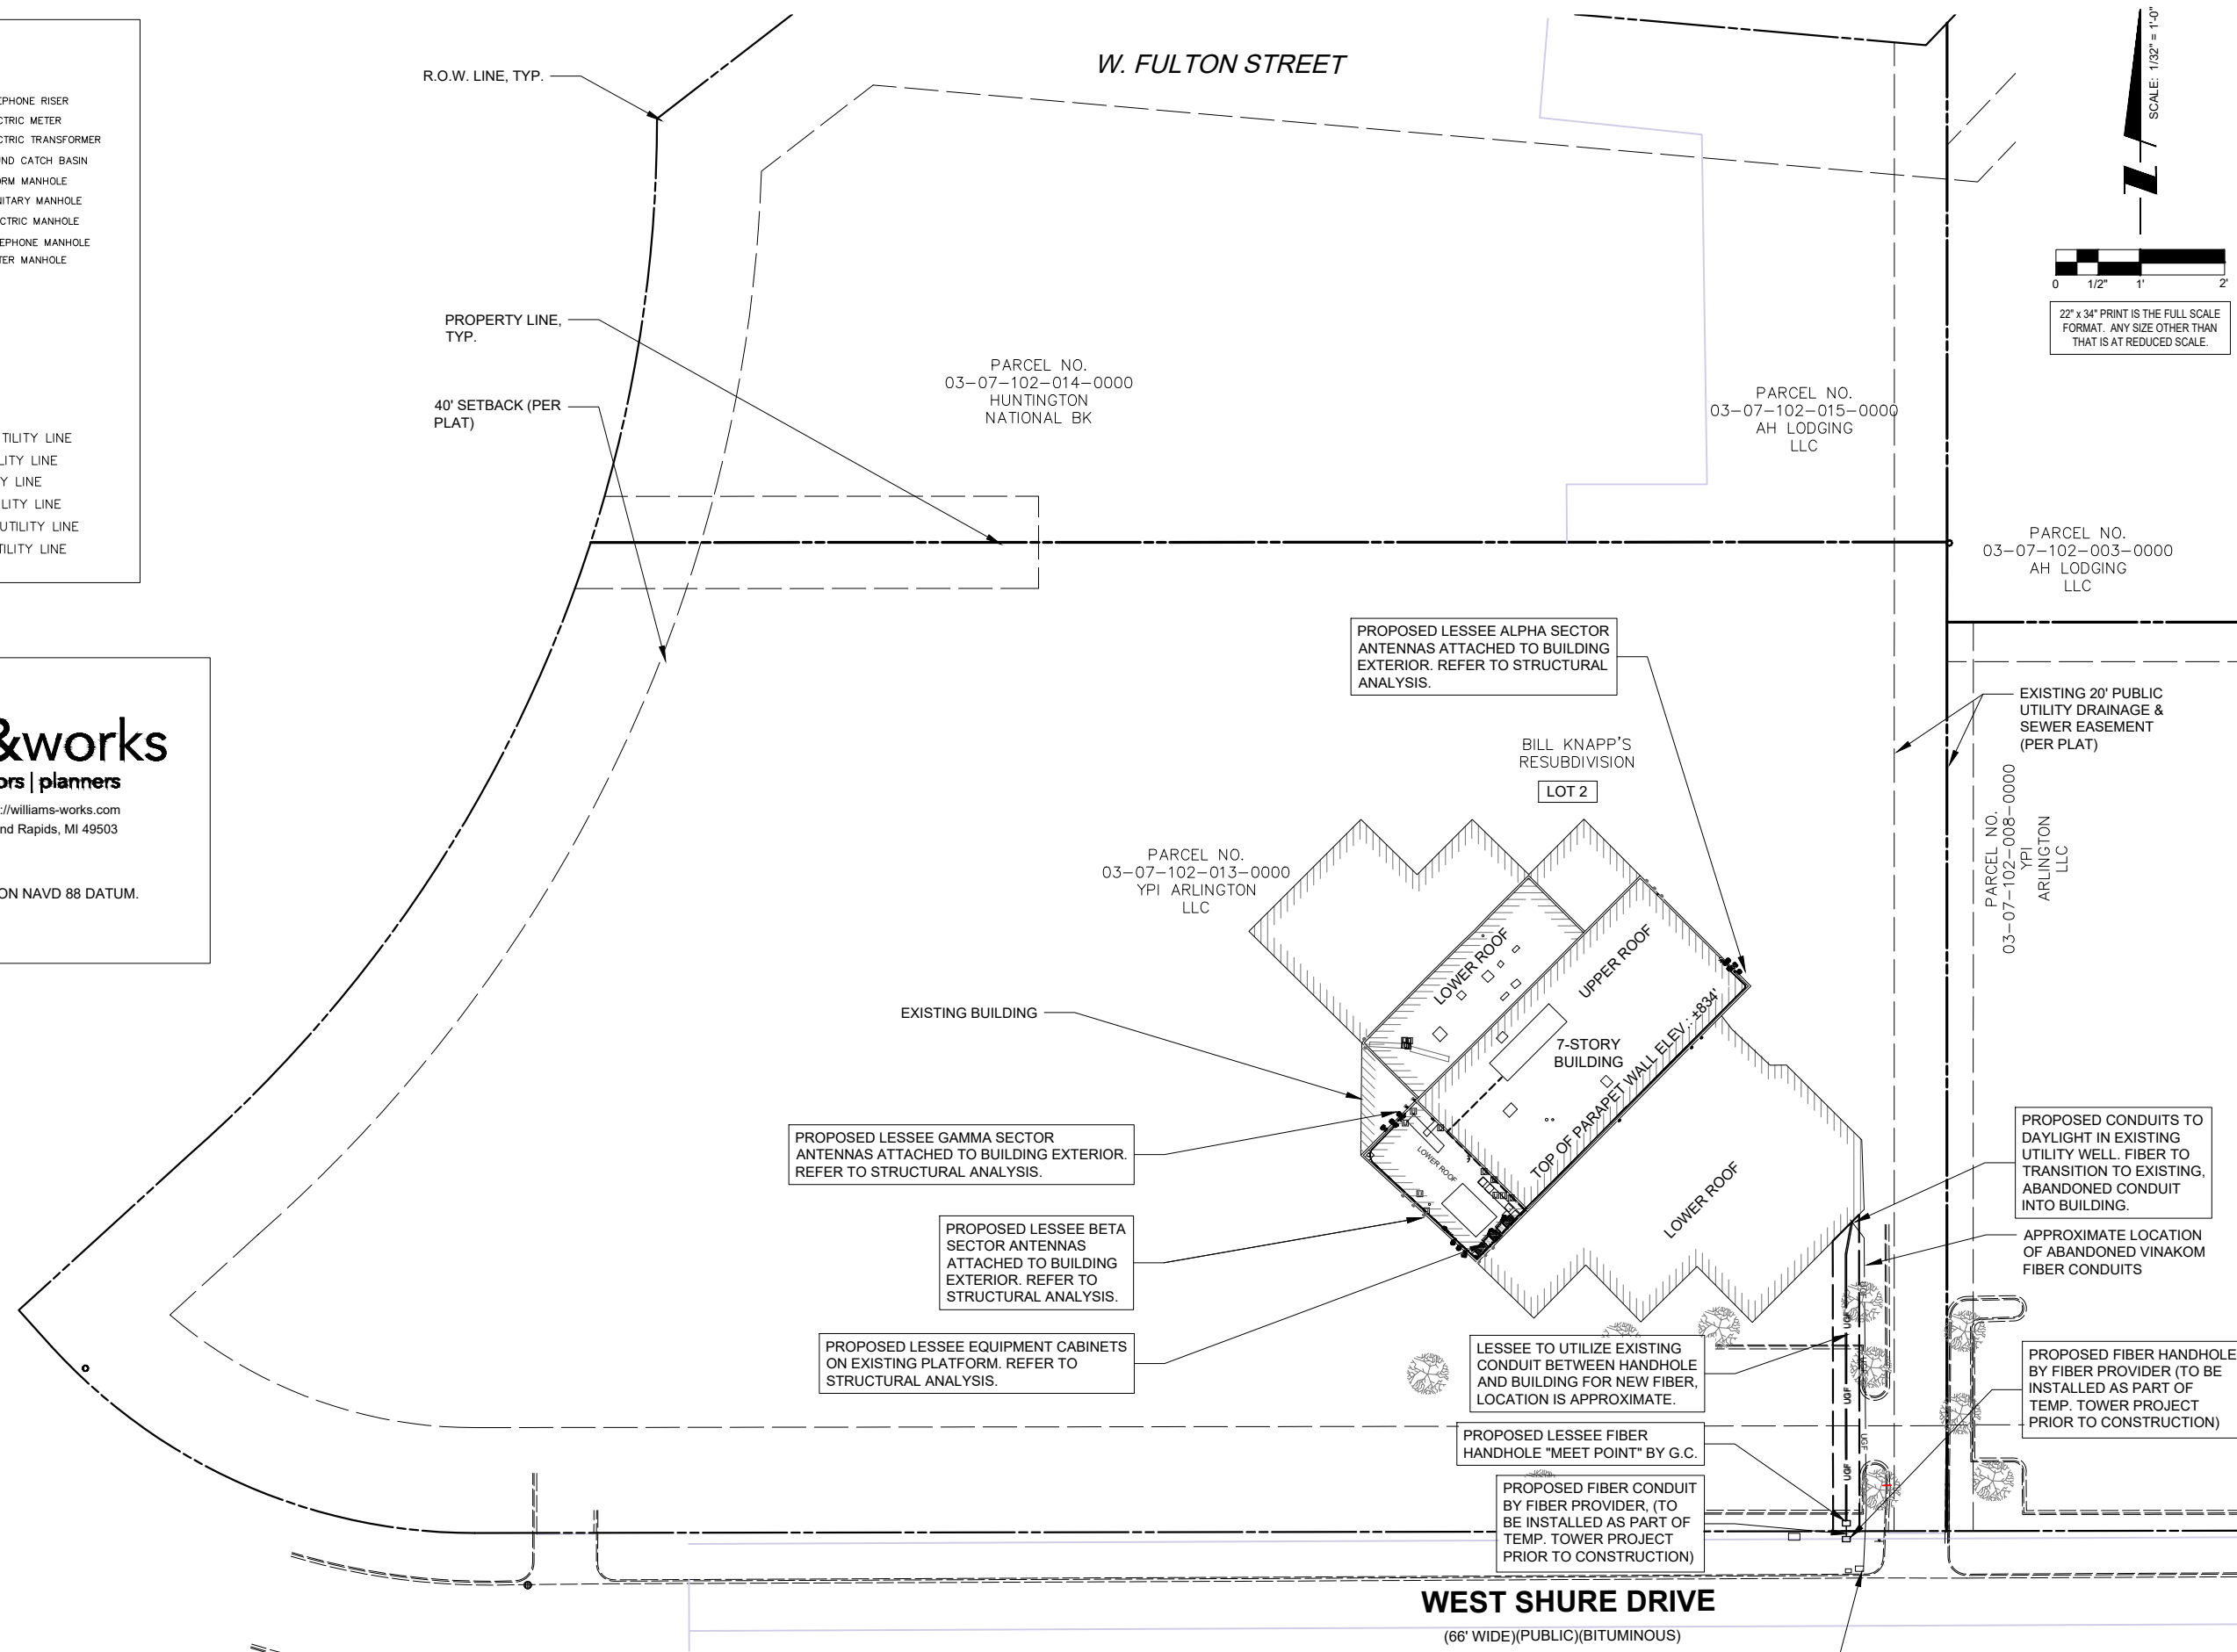 W. FULTON STREET
R.O.W. LINE, TYP.
SCALE: 1/32" = 1'-0"
0 1/2" 1' 2'
22" x 34" PRINT IS THE FULL SCALE
FORMAT. ANY SIZE OTHER THAN
THAT IS AT REDUCED SCALE.
EPHONE RISER
CTRIC METER
CTRIC TRANSFORMER
UND CATCH BASIN
ORM MANHOLE
NITARY MANHOLE
ECTRIC MANHOLE
EPHONE MANHOLE
TER MANHOLE
TILITY LINE
LITY LINE
Y LINE
LITY LINE
UTILITY LINE
TILITY LINE
&works
ors | planners
://williams-works.com
nd Rapids, MI 49503
ON NAVD 88 DATUM.
PROPERTY LINE,
TYP.
40' SETBACK (PER
PLAT)
PARCEL NO.
03-07-102-014-0000
HUNTINGTON
NATIONAL BK
PARCEL NO.
03-07-102-015-0000
AH LODGING
LLC
PARCEL NO.
03-07-102-003-0000
AH LODGING
LLC
PROPOSED LESSEE ALPHA SECTOR
ANTENNAS ATTACHED TO BUILDING
EXTERIOR. REFER TO STRUCTURAL
ANALYSIS.
EXISTING 20' PUBLIC
UTILITY DRAINAGE &
SEWER EASEMENT
(PER PLAT)
BILL KNAPP'S
RESUBDIVISION
LOT 2
PARCEL NO.
03-07-102-008-0000
YPI
ARLINGTON
LLC
PARCEL NO.
03-07-102-013-0000
YPI ARLINGTON
LLC
LOWER ROOF
UPPER ROOF
7-STORY
BUILDING
TOP OF PARAPET WALL ELEV.: ±834'
LOWER ROOF
LOWER ROOF
EXISTING BUILDING
PROPOSED LESSEE GAMMA SECTOR
ANTENNAS ATTACHED TO BUILDING EXTERIOR.
REFER TO STRUCTURAL ANALYSIS.
PROPOSED LESSEE BETA
SECTOR ANTENNAS
ATTACHED TO BUILDING
EXTERIOR. REFER TO
STRUCTURAL ANALYSIS.
PROPOSED LESSEE EQUIPMENT CABINETS
ON EXISTING PLATFORM. REFER TO
STRUCTURAL ANALYSIS.
PROPOSED CONDUITS TO
DAYLIGHT IN EXISTING
UTILITY WELL. FIBER TO
TRANSITION TO EXISTING,
ABANDONED CONDUIT
INTO BUILDING.
APPROXIMATE LOCATION
OF ABANDONED VINAKOM
FIBER CONDUITS
LESSEE TO UTILIZE EXISTING
CONDUIT BETWEEN HANDHOLE
AND BUILDING FOR NEW FIBER,
LOCATION IS APPROXIMATE.
PROPOSED FIBER HANDHOLE
BY FIBER PROVIDER (TO BE
INSTALLED AS PART OF
TEMP. TOWER PROJECT
PRIOR TO CONSTRUCTION)
PROPOSED LESSEE FIBER
HANDHOLE "MEET POINT" BY G.C.
PROPOSED FIBER CONDUIT
BY FIBER PROVIDER, (TO
BE INSTALLED AS PART OF
TEMP. TOWER PROJECT
PRIOR TO CONSTRUCTION)
UGF
UGF
UGF
UGF
WEST SHURE DRIVE
(66' WIDE)(PUBLIC)(BITUMINOUS)